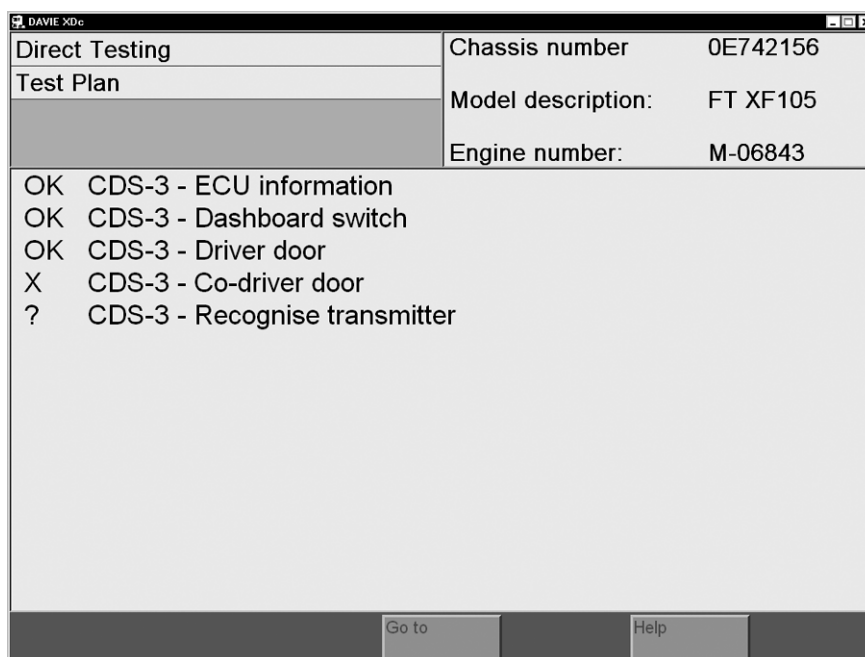 DAVIE XDc
Direct Testing
Test Plan
Chassis number 0E742156
Model description: FT XF105
Engine number: M-06843
OK CDS-3 - ECU information
OK CDS-3 - Dashboard switch
OK CDS-3 - Driver door
X CDS-3 - Co-driver door
? CDS-3 - Recognise transmitter
Go to Help